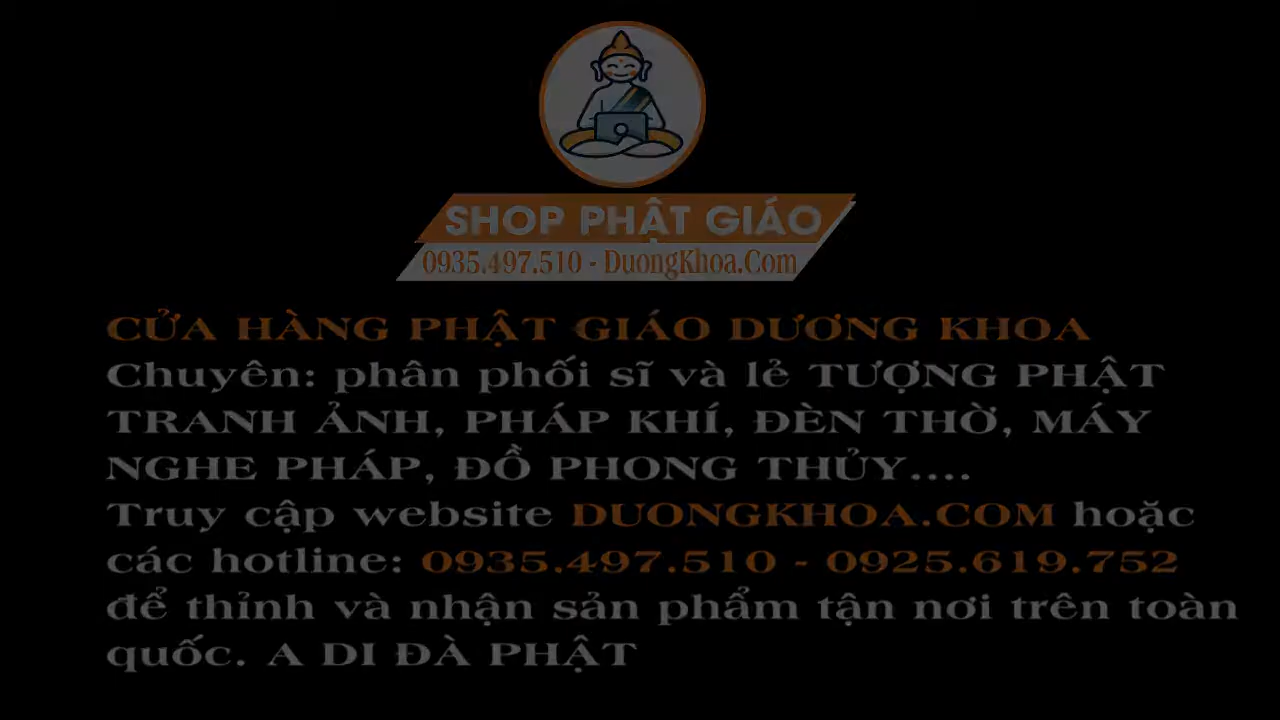 SHOP PHẬT GIÁO
0935.497.510 - DuongKhoa.Com
CỬA HÀNG PHẬT GIÁO DƯƠNG KHOA
Chuyên: phân phối sĩ và lẻ TƯỢNG PHẬT
TRANH ẢNH, PHÁP KHÍ, ĐÈN THỜ, MÁY
NGHE PHÁP, ĐỒ PHONG THỦY....
Truy cập website DUONGKHOA.COM hoặc
các hotline: 0935.497.510 - 0925.619.752
để thỉnh và nhận sản phẩm tận nơi trên toàn
quốc. A DI ĐÀ PHẬT